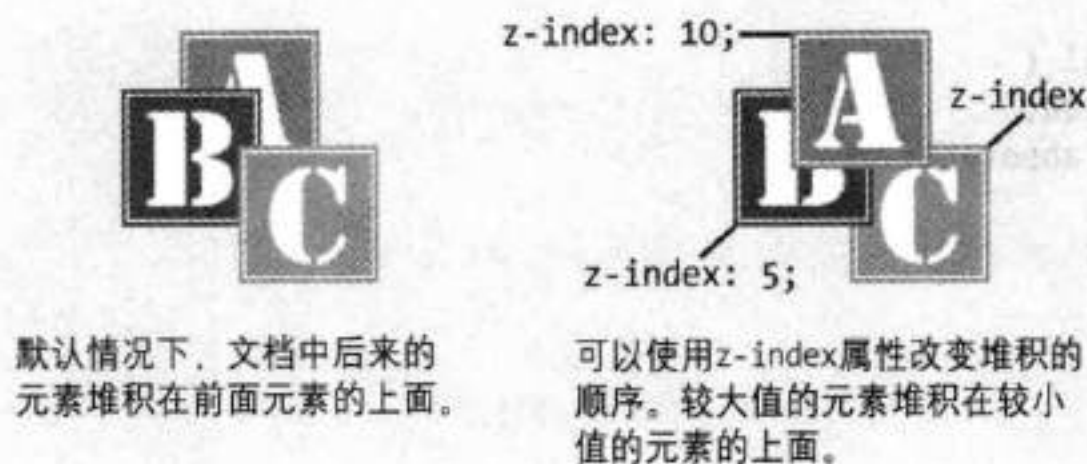 A
B
C
默认情况下，文档中后来的
元素堆积在前面元素的上面。
z-index: 10;
A
z-index
B
C
z-index: 5;
可以使用z-index属性改变堆积的
顺序。较大值的元素堆积在较小
值的元素的上面。